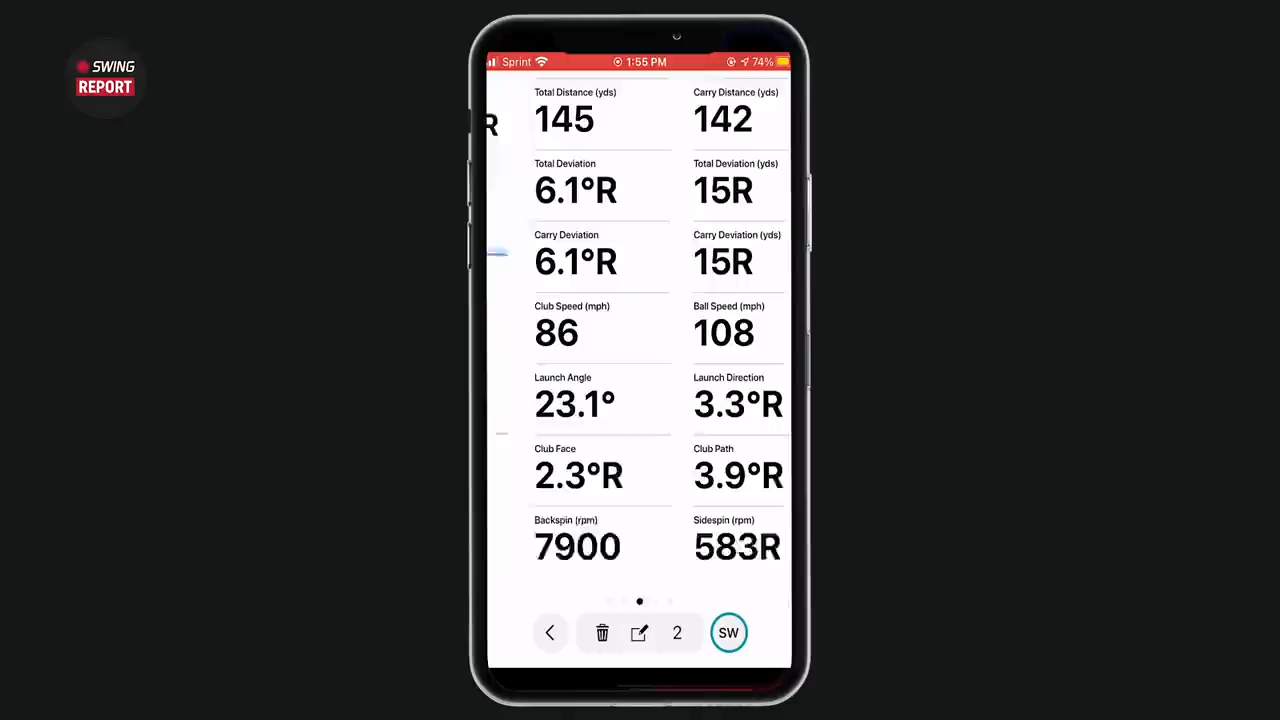 SWING
REPORT
Sprint 1:55 PM 74%
Total Distance (yds) Carry Distance (yds)
145 142
R
Total Deviation Total Deviation (yds)
6.1°R 15R
Carry Deviation Carry Deviation (yds)
6.1°R 15R
Club Speed (mph) Ball Speed (mph)
86 108
Launch Angle Launch Direction
23.1° 3.3°R
Club Face Club Path
2.3°R 3.9°R
Backspin (rpm) Sidespin (rpm)
7900 583R
2 SW